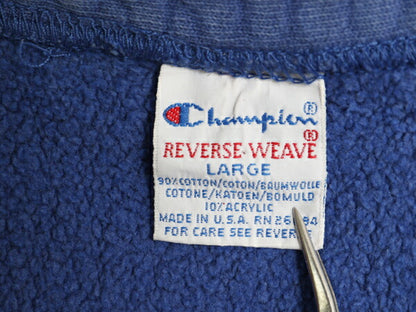 Champion ®
REVERSE-WEAVE ®
LARGE
90% COTTON/COTON/BAUMWOLLE
COTONE/KATOEN/BOMULD
10% ACRYLIC
MADE IN U.S.A. RN
FOR CARE SEE